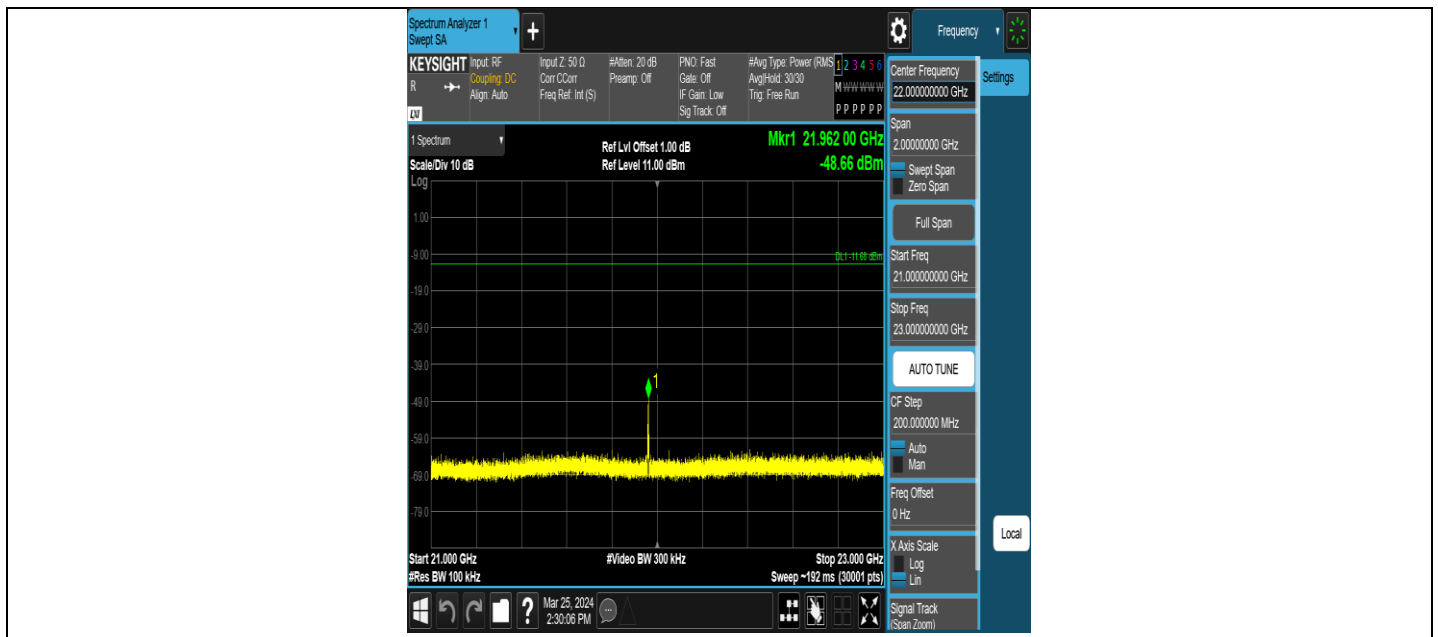 Spectrum Analyzer 1
Swept SA
+
Frequency
KEYSIGHT
R
LXI
Input: RF
Coupling: DC
Align: Auto
Input Z: 50 Ω
Corr CCorr
Freq Ref: Int (S)
#Atten: 20 dB
Preamp: Off
PNO: Fast
Gate: Off
IF Gain: Low
Sig Track: Off
#Avg Type: Power (RMS
Avg|Hold: 30/30
Trig: Free Run
1 2 3 4 5 6
M W W W W W
P P P P P P
1 Spectrum
Scale/Div 10 dB
Log
Ref Lvl Offset 1.00 dB
Ref Level 11.00 dBm
Mkr1 21.962 00 GHz
-48.66 dBm
1.00
-9.00
DL1 -11.68 dBm
-19.0
-29.0
-39.0
1
-49.0
-59.0
-69.0
-79.0
Start 21.000 GHz
#Res BW 100 kHz
#Video BW 300 kHz
Stop 23.000 GHz
Sweep ~192 ms (30001 pts)
?
Mar 25, 2024
2:30:06 PM
Center Frequency
22.000000000 GHz
Settings
Span
2.00000000 GHz
Swept Span
Zero Span
Full Span
Start Freq
21.000000000 GHz
Stop Freq
23.000000000 GHz
AUTO TUNE
CF Step
200.000000 MHz
Auto
Man
Freq Offset
0 Hz
X Axis Scale
Log
Lin
Signal Track
(Span Zoom)
Local